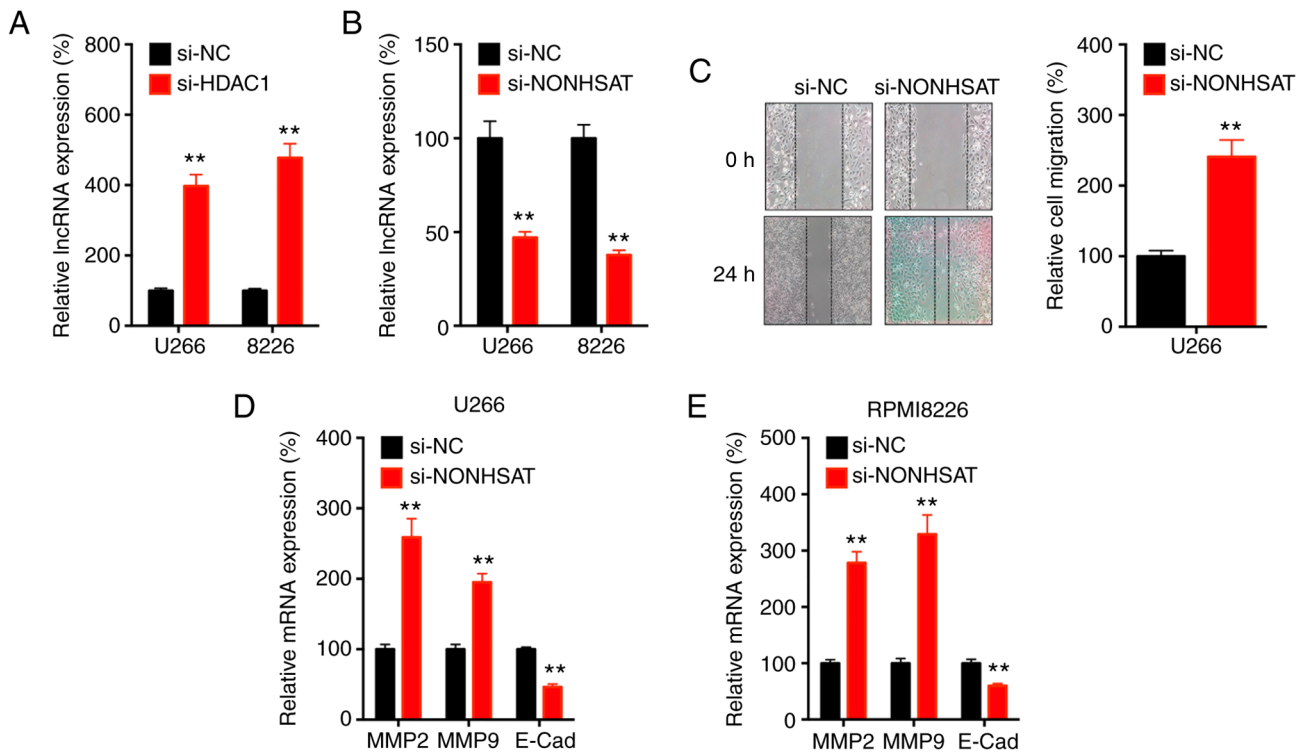 A
Relative lncRNA expression (%)
800
600
400
200
0
si-NC
si-HDAC1
**
**
U266
8226
B
Relative lncRNA expression (%)
150
100
50
0
si-NC
si-NONHSAT
**
**
U266
8226
C
si-NC
si-NONHSAT
0 h
24 h
Relative cell migration (%)
400
300
200
100
0
si-NC
si-NONHSAT
**
U266
D
U266
Relative mRNA expression (%)
400
300
200
100
0
si-NC
si-NONHSAT
**
**
**
MMP2
MMP9
E-Cad
E
RPMI8226
Relative mRNA expression (%)
500
400
300
200
100
0
si-NC
si-NONHSAT
**
**
**
MMP2
MMP9
E-Cad